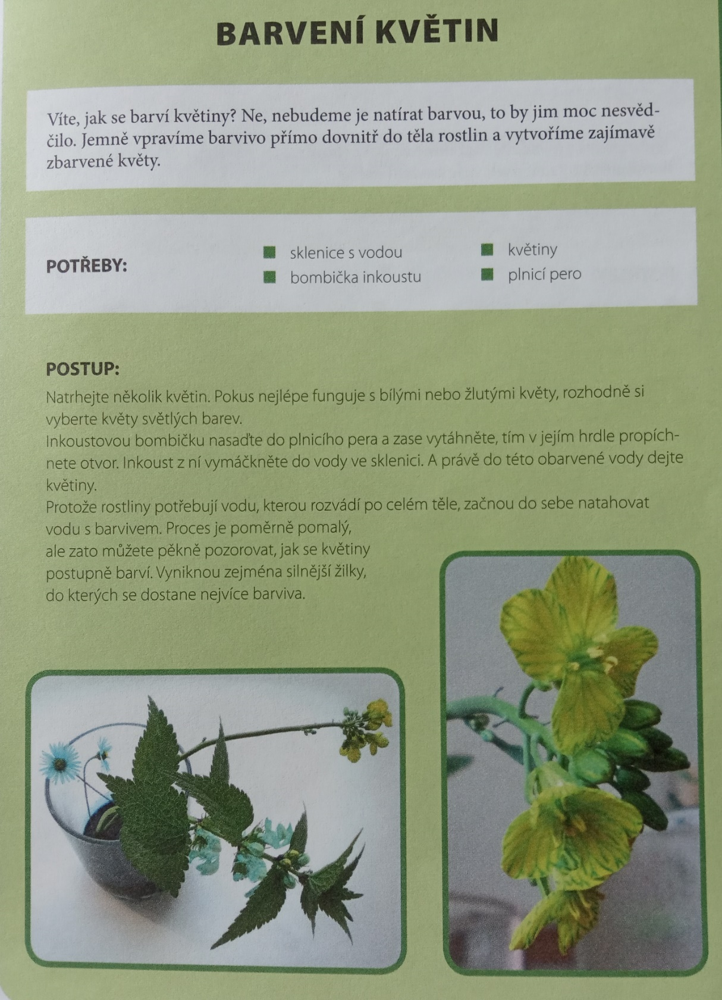 BARVENÍ KVĚTIN
Víte, jak se barví květiny? Ne, nebudeme je natírat barvou, to by jim moc nesvěd-
čilo. Jemně vpravíme barvivo přímo dovnitř do těla rostlin a vytvoříme zajímavě
zbarvené květy.
POTŘEBY:
■ sklenice s vodou
■ bombička inkoustu
■ květiny
■ plnicí pero
POSTUP:
Natrhejte několik květin. Pokus nejlépe funguje s bílými nebo žlutými květy, rozhodně si
vyberte květy světlých barev.
Inkoustovou bombičku nasaďte do plnicího pera a zase vytáhněte, tím v jejím hrdle propích-
nete otvor. Inkoust z ní vymáčkněte do vody ve sklenici. A právě do této obarvené vody dejte
květiny.
Protože rostliny potřebují vodu, kterou rozvádí po celém těle, začnou do sebe natahovat
vodu s barvivem. Proces je poměrně pomalý,
ale zato můžete pěkně pozorovat, jak se květiny
postupně barví. Vyniknou zejména silnější žilky,
do kterých se dostane nejvíce barviva.